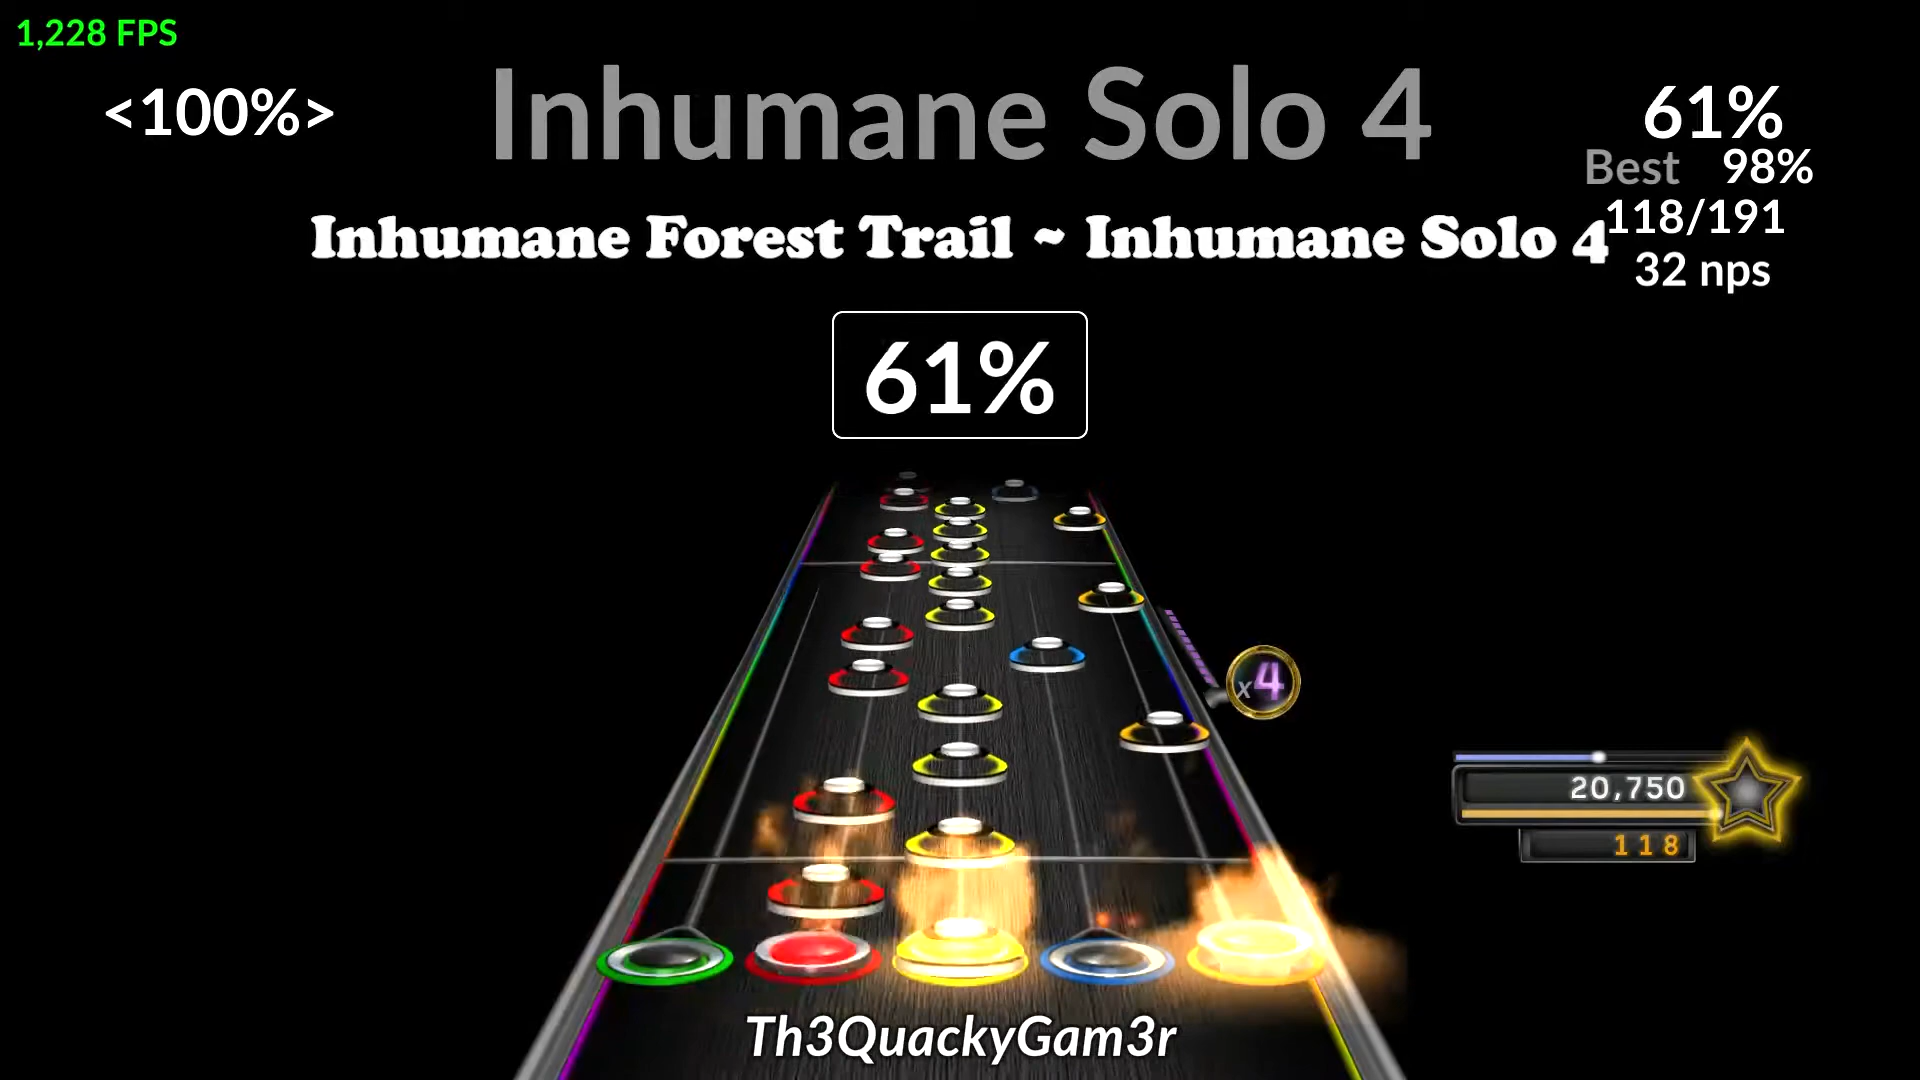 1,228 FPS
<100%>
Inhumane Solo 4
61%
Best 98%
118/191
32 nps
Inhumane Forest Trail ~ Inhumane Solo 4
61%
x4
20,750
118
Th3QuackyGam3r